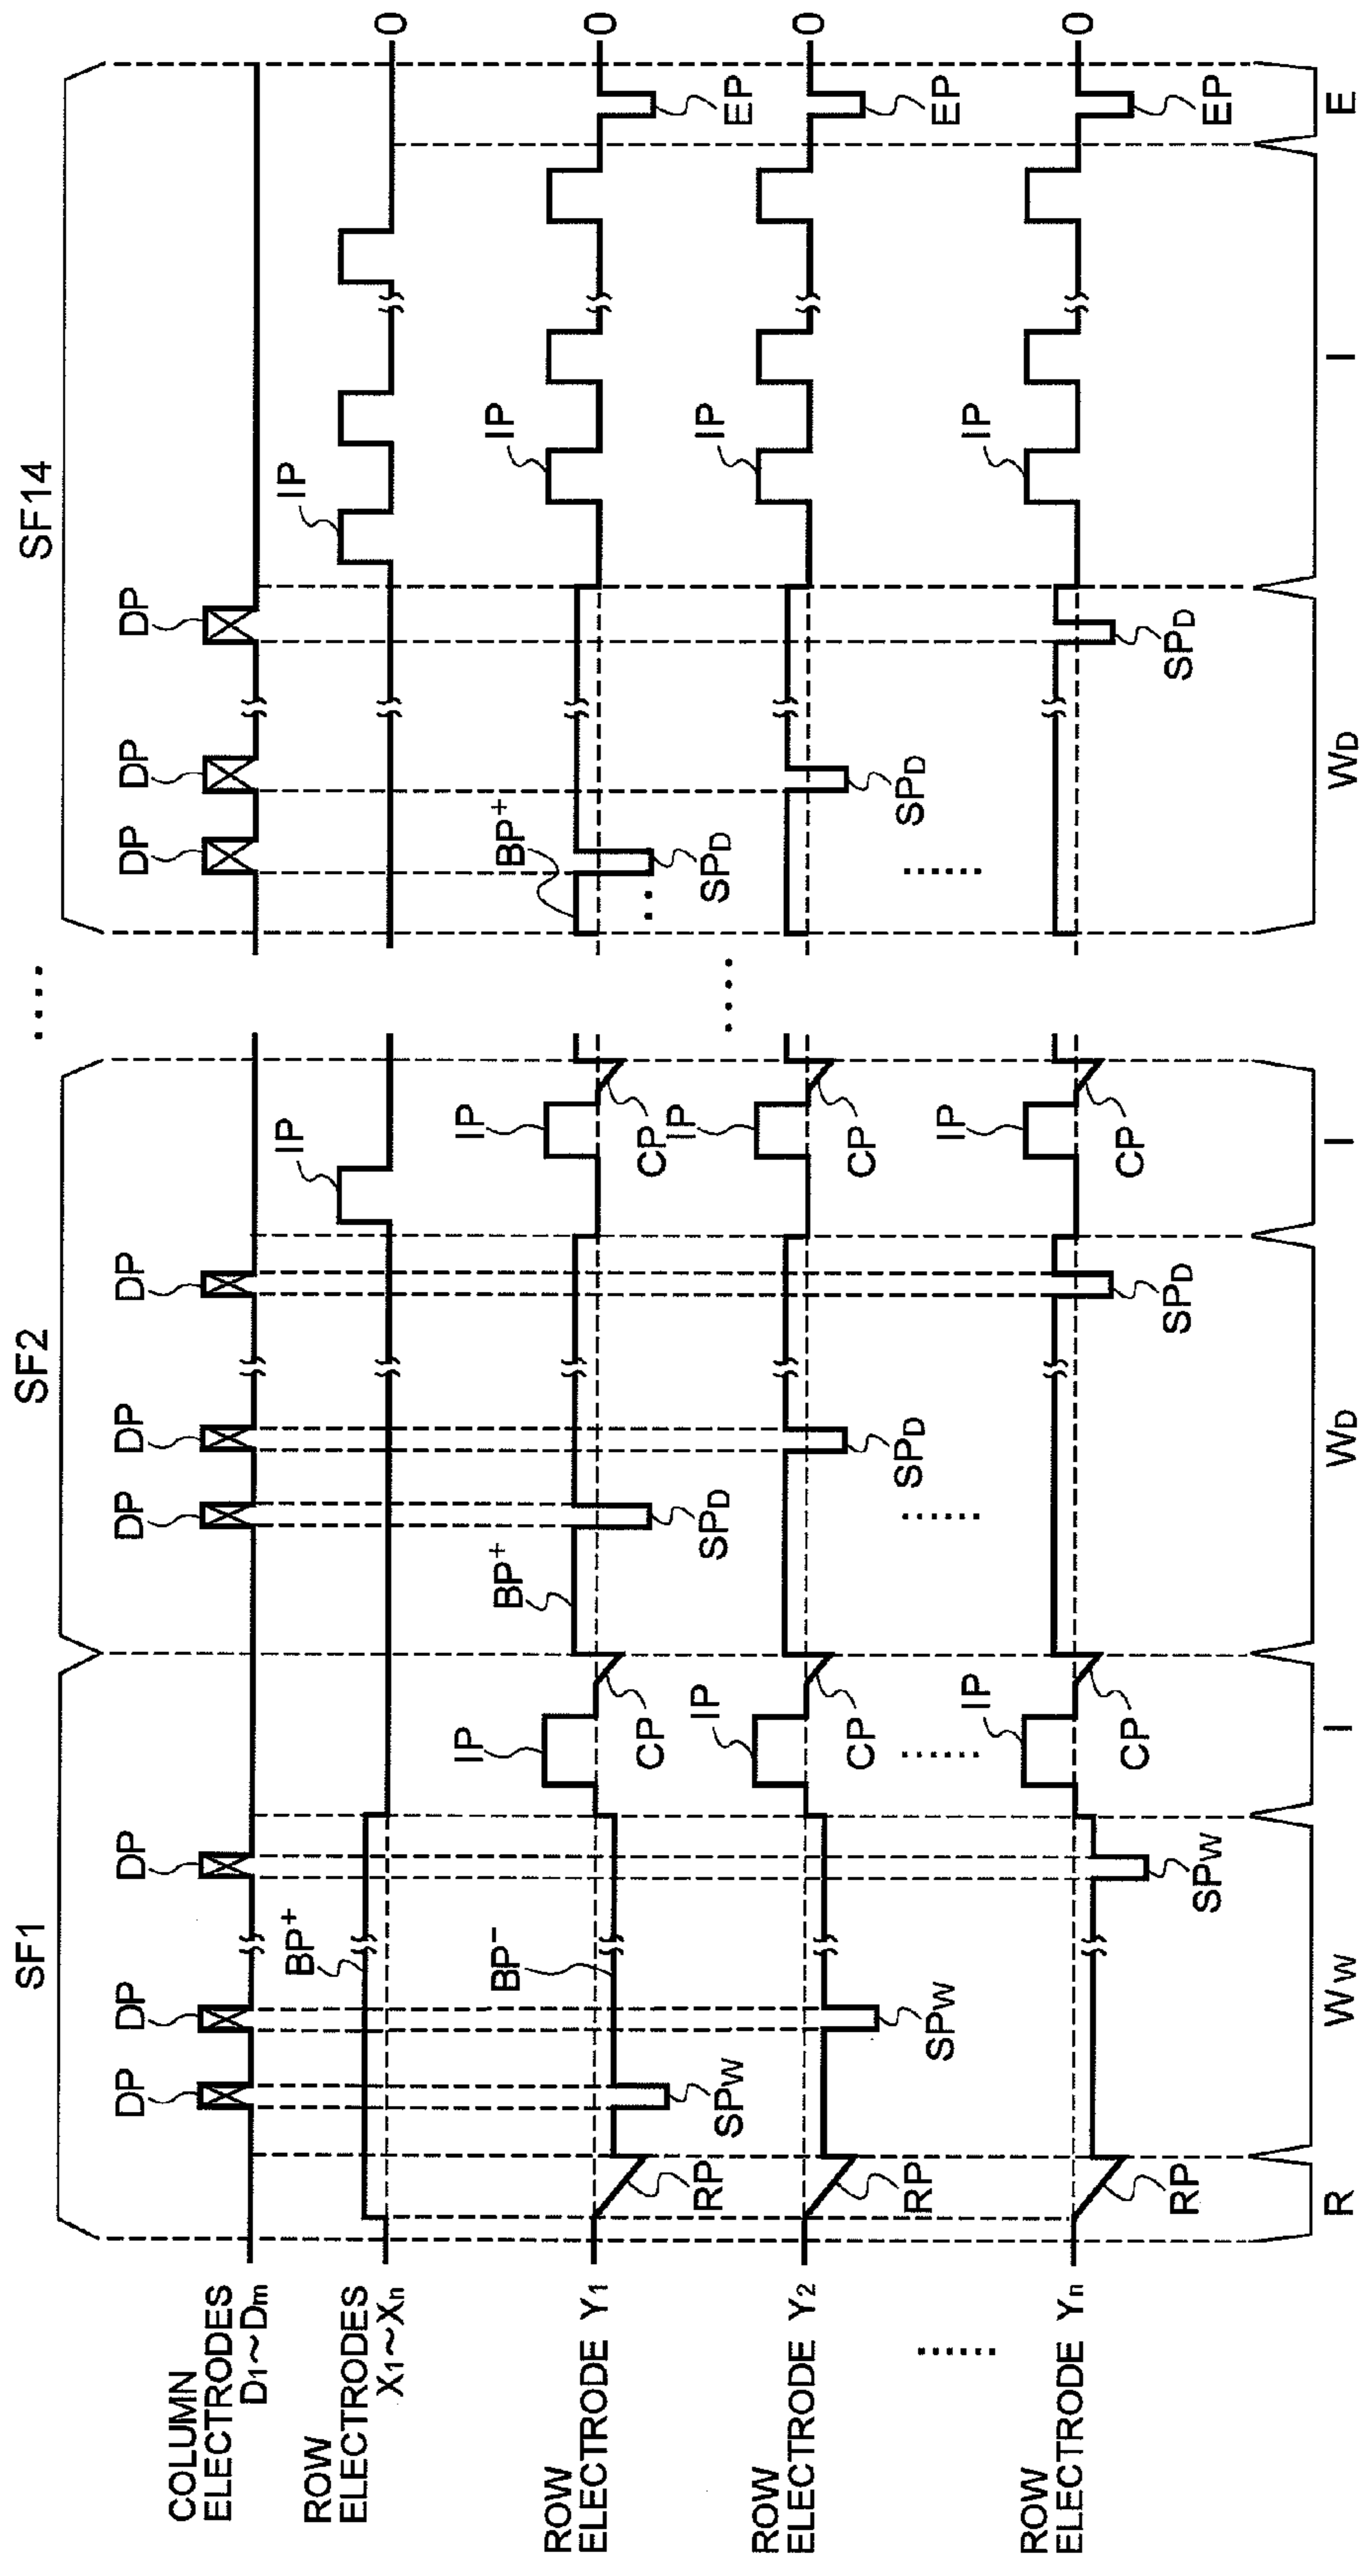 SF1
SF2
....
SF14
COLUMN
ELECTRODES
D1~Dm
DP
DP
DP
DP
DP
DP
DP
DP
DP
ROW
ELECTRODES
X1~Xn
BP+
IP
IP
0
ROW
ELECTRODE Y1
RP
SPW
BP-
IP
CP
BP+
SPD
IP
CP
BP+
..
SPD
IP
EP
0
ROW
ELECTRODE Y2
RP
SPW
IP
CP
SPD
IP
CP
....
SPD
IP
EP
0
......
......
......
......
ROW
ELECTRODE Yn
RP
SPW
IP
CP
SPD
IP
CP
SPD
IP
EP
0
R
WW
I
WD
I
WD
I
E